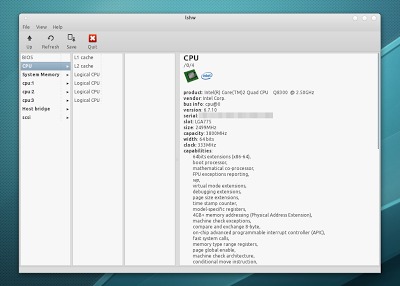 lshw
File View Help
Up Refresh Save Quit
BIOS
CPU
System Memory
cpu:1
cpu:2
cpu:3
Host bridge
scsi
L1 cache
L2 cache
Logical CPU
Logical CPU
Logical CPU
Logical CPU
CPU
/0/4
intel
product: Intel(R) Core(TM)2 Quad CPU Q8300 @ 2.50GHz
vendor: Intel Corp.
bus info: cpu@0
version: 6.7.10
serial:
slot: LGA775
size: 2499MHz
capacity: 3800MHz
width: 64bits
clock: 333MHz
capabilities:
64bits extensions (x86-64),
boot processor,
mathematical co-processor,
FPU exceptions reporting,
wp,
virtual mode extensions,
debugging extensions,
page size extensions,
time stamp counter,
model-specific registers,
4GB+ memory addressing (Physical Address Extension),
machine check exceptions,
compare and exchange 8-byte,
on-chip advanced programmable interrupt controller (APIC),
fast system calls,
memory type range registers,
page global enable,
machine check architecture,
conditional move instruction,